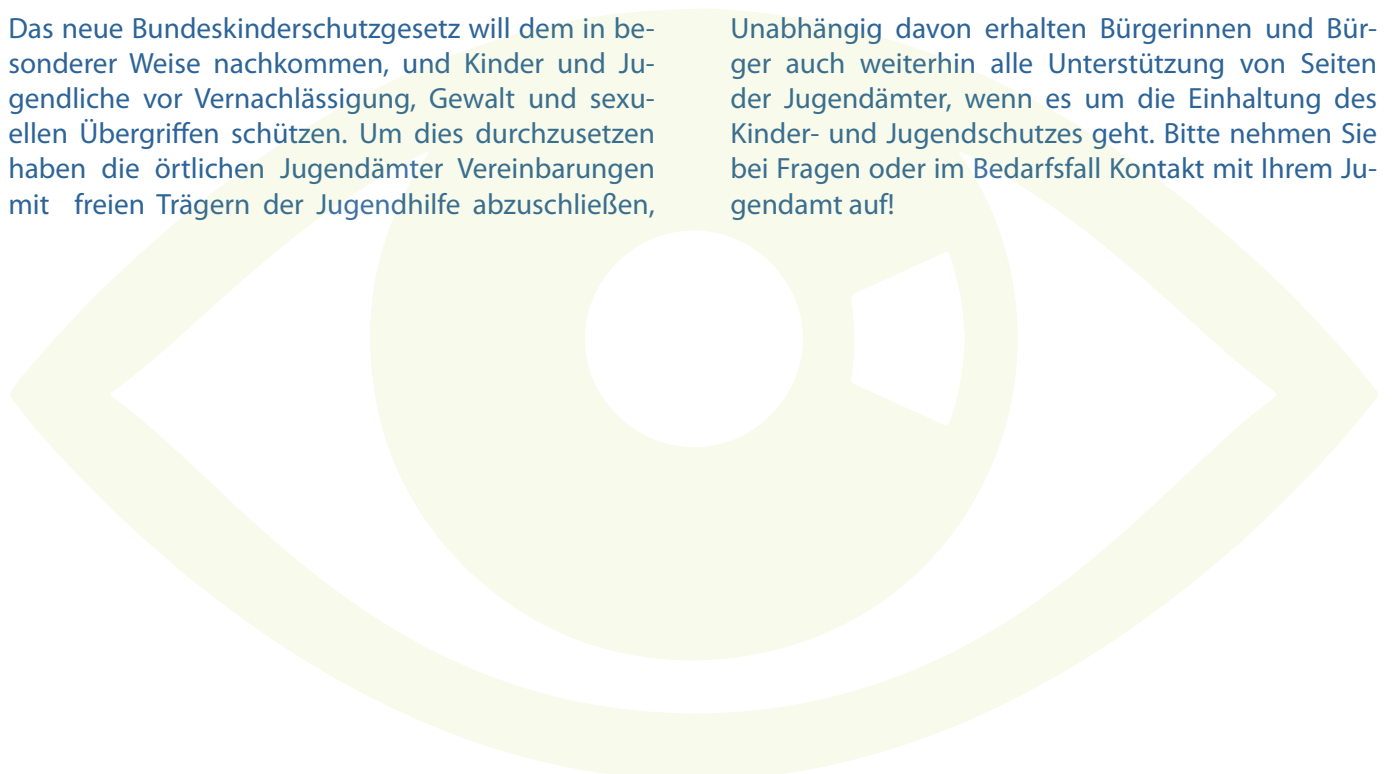 Das neue Bundeskinderschutzgesetz will dem in be-
sonderer Weise nachkommen, und Kinder und Ju-
gendliche vor Vernachlässigung, Gewalt und sexu-
ellen Übergriffen schützen. Um dies durchzusetzen
haben die örtlichen Jugendämter Vereinbarungen
mit freien Trägern der Jugendhilfe abzuschließen,
Unabhängig davon erhalten Bürgerinnen und Bür-
ger auch weiterhin alle Unterstützung von Seiten
der Jugendämter, wenn es um die Einhaltung des
Kinder- und Jugendschutzes geht. Bitte nehmen Sie
bei Fragen oder im Bedarfsfall Kontakt mit Ihrem Ju-
gendamt auf!